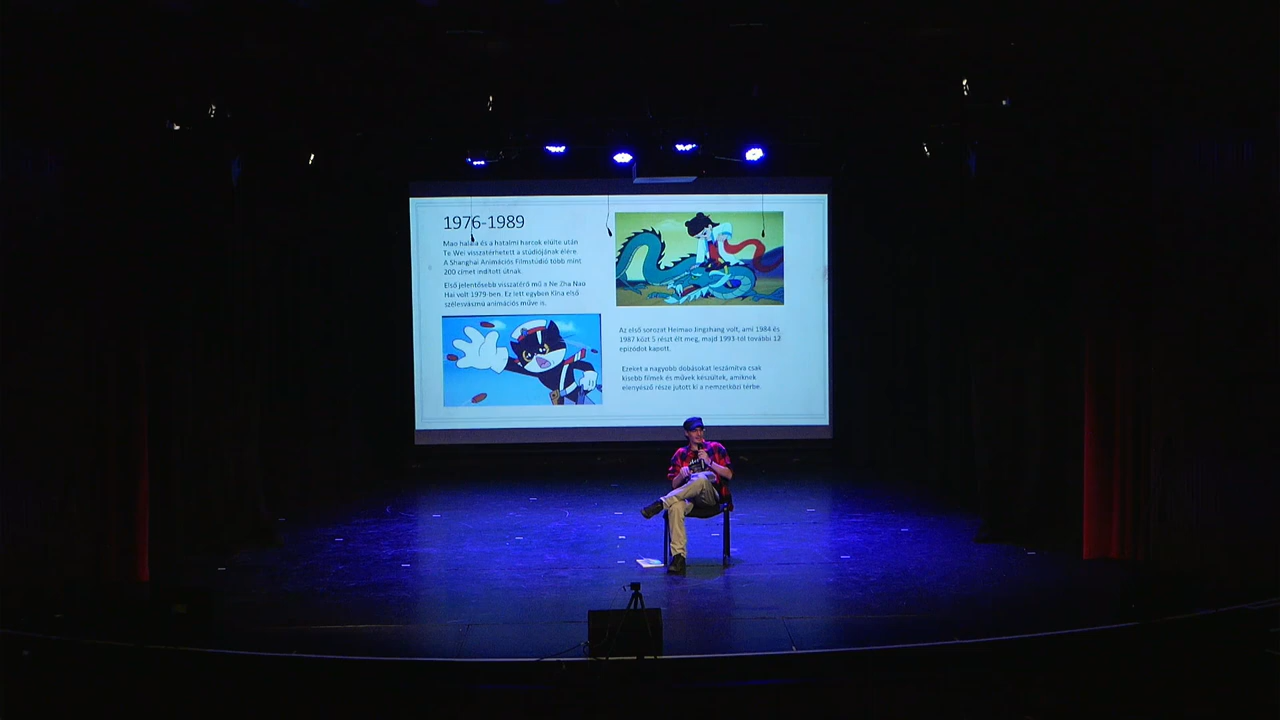 1976-1989
Mao halála és a hatalmi harcok elülte után
Te Wei visszatérhetett a stúdiójának élére.
A Shanghai Animációs Filmstúdió több mint
200 címet indított útnak.
Első jelentősebb visszatérő mű a Ne Zha Nao
Hai volt 1979-ben. Ez lett egyben Kína első
szélesvásznú animációs műve is.
Az első sorozat Heimao Jingzhang volt, ami 1984 és
1987 közt 5 részt élt meg, majd 1993-tól további 12
epizódot kapott.
Ezeket a nagyobb dobásokat leszámítva csak
kisebb filmek és művek készültek, amiknek
elenyésző része jutott ki a nemzetközi térbe.